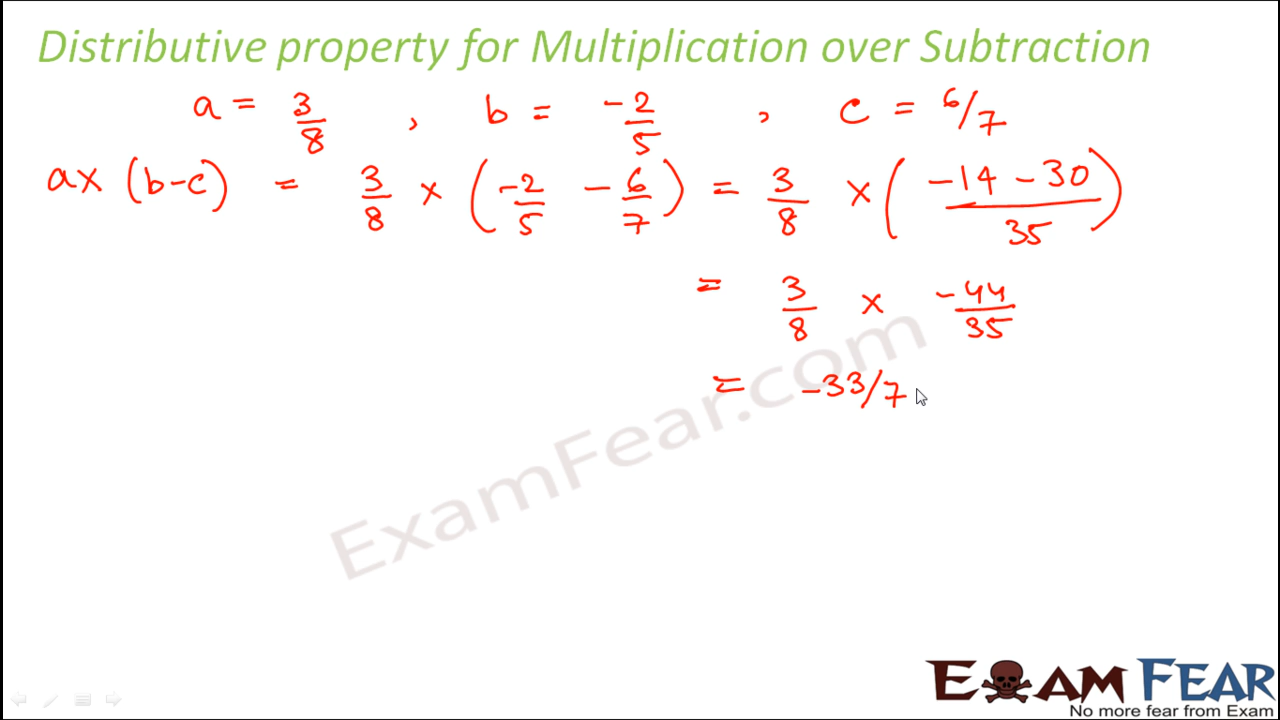 Distributive property for Multiplication over Subtraction
a = 3/8 , b = -2/5 , c = 6/7
a× (b-c) = 3/8 × (-2/5 - 6/7) = 3/8 × (-14 - 30/35)
= 3/8 × -44/35
= -33/7
ExamFear.com
EXAM FEAR
No more fear from Exam